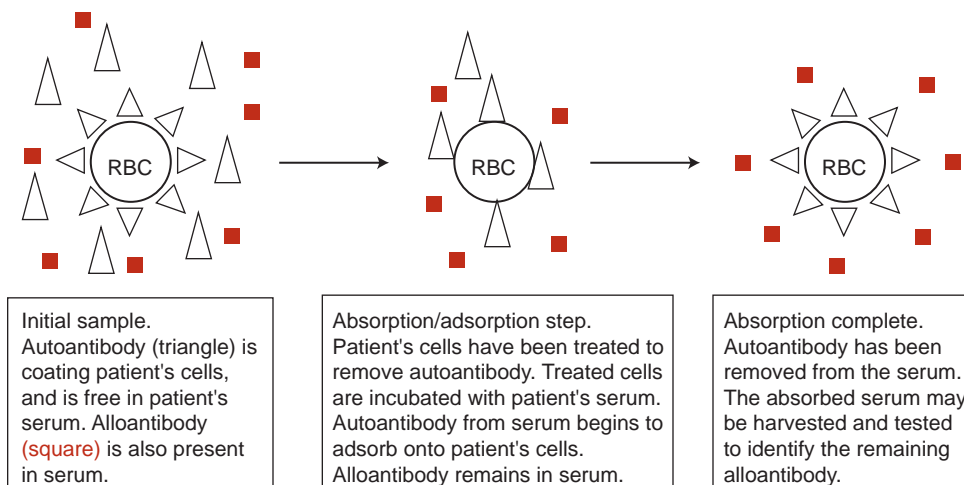 RBC
RBC
RBC
Initial sample.
Autoantibody (triangle) is
coating patient's cells,
and is free in patient's
serum. Alloantibody
(square) is also present
in serum.
Absorption/adsorption step.
Patient's cells have been treated to
remove autoantibody. Treated cells
are incubated with patient's serum.
Autoantibody from serum begins to
adsorb onto patient's cells.
Alloantibody remains in serum.
Absorption complete.
Autoantibody has been
removed from the serum.
The absorbed serum may
be harvested and tested
to identify the remaining
alloantibody.